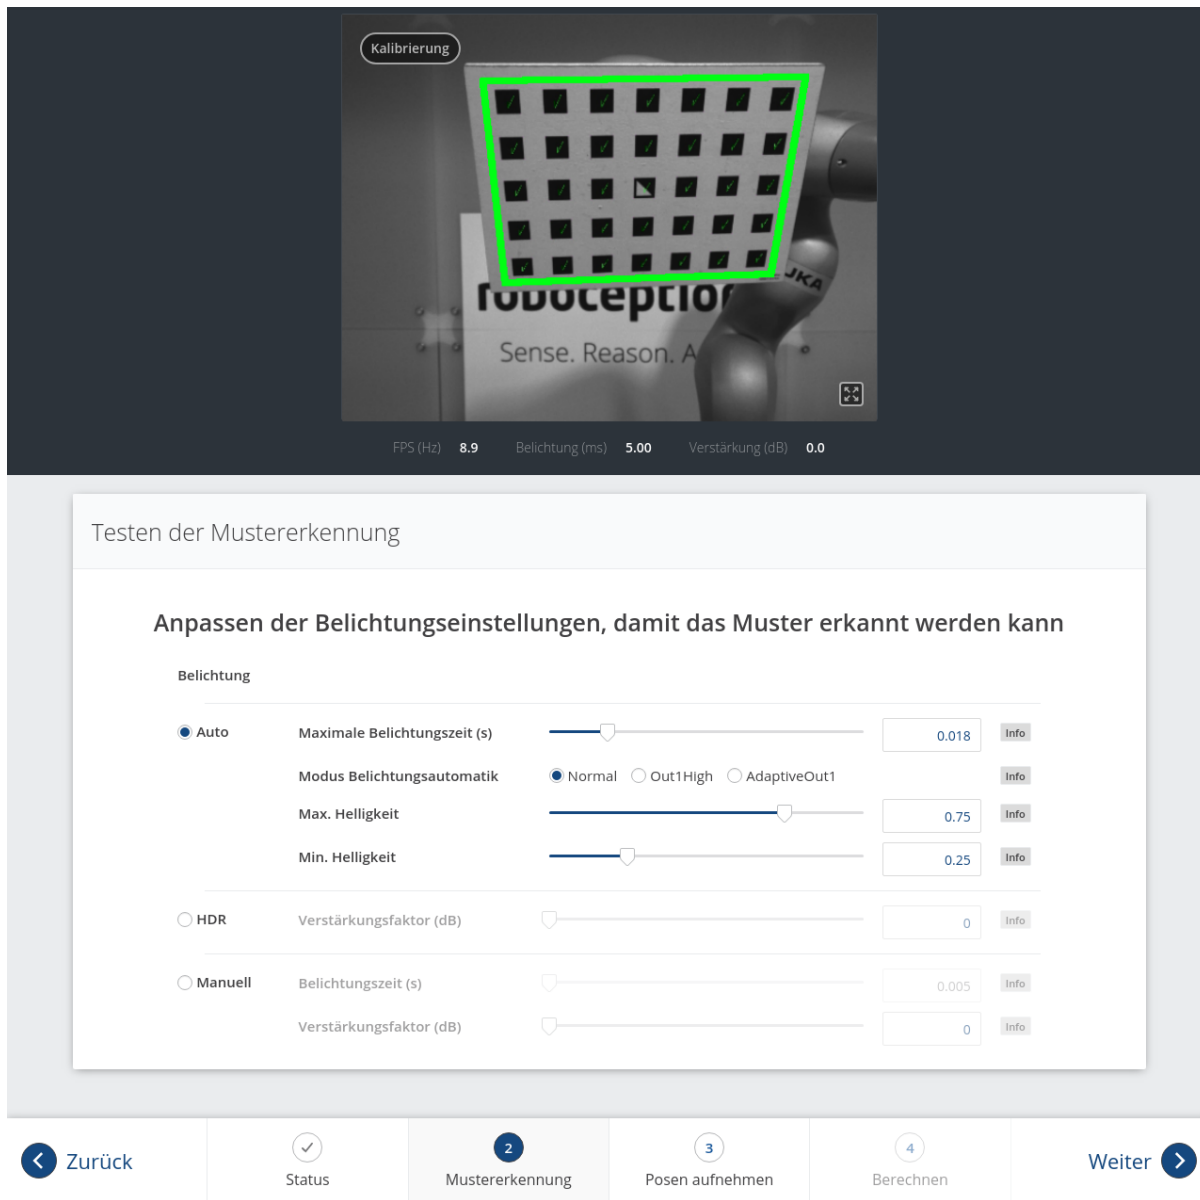 Kalibrierung
roboception
Sense. Reason. A
FPS (Hz) 8.9 Belichtung (ms) 5.00 Verstärkung (dB) 0.0
Testen der Mustererkennung
Anpassen der Belichtungseinstellungen, damit das Muster erkannt werden kann
Belichtung
Auto Maximale Belichtungszeit (s) 0.018 Info
Modus Belichtungsautomatik Normal Out1High AdaptiveOut1 Info
Max. Helligkeit 0.75 Info
Min. Helligkeit 0.25 Info
HDR Verstärkungsfaktor (dB) 0 Info
Manuell Belichtungszeit (s) 0.005 Info
Verstärkungsfaktor (dB) 0 Info
Zurück
Status
2 Mustererkennung
3 Posen aufnehmen
4 Berechnen
Weiter